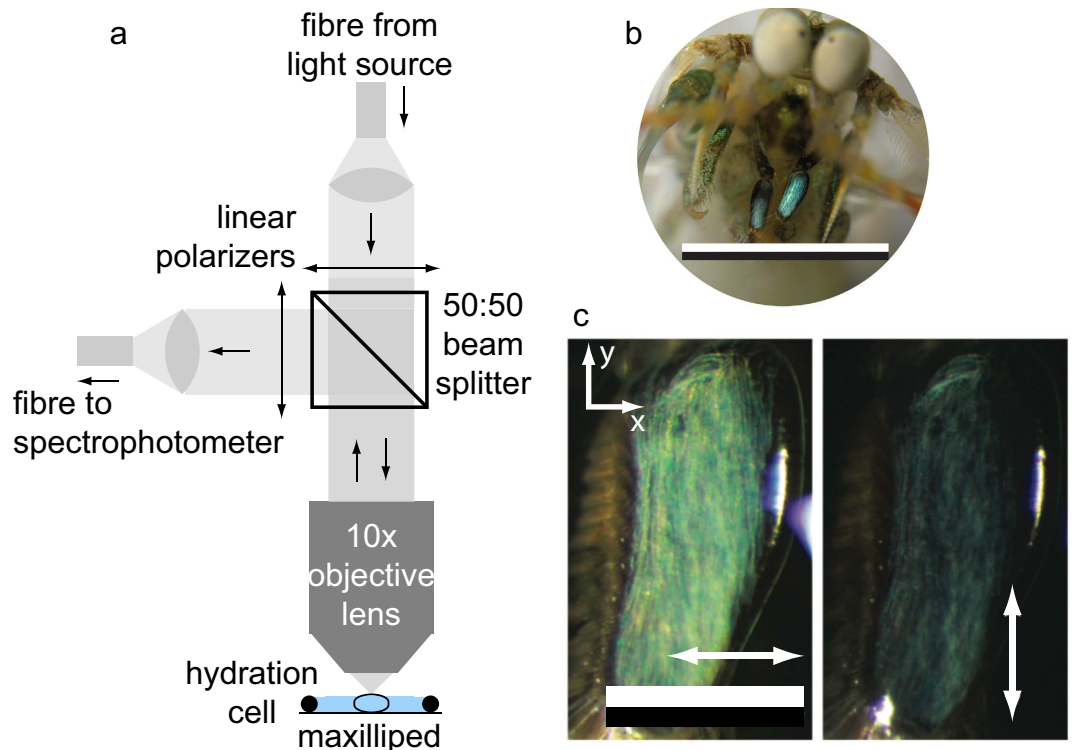 a
fibre from
light source
linear
polarizers
50:50
beam
splitter
fibre to
spectrophotometer
10x
objective
lens
hydration
cell
maxilliped
b
c
y
x